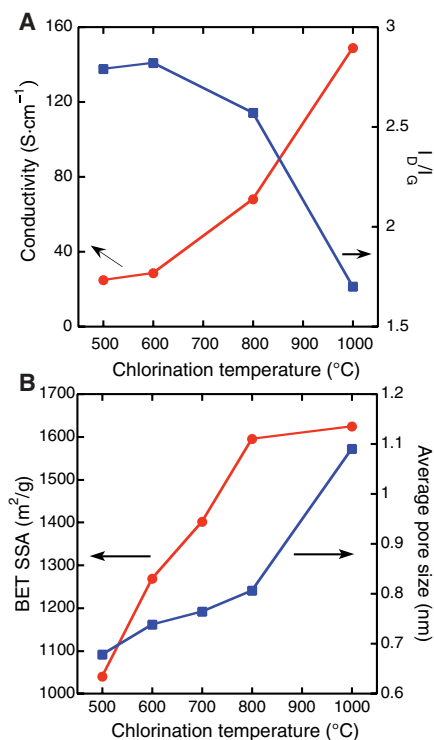 A
160
140
80
40
0
Conductivity (S·cm⁻¹)
3
2.5
2
1.5
I_D/I_G
500 600 700 800 900 1000
Chlorination temperature (°C)
B
1700
1600
1500
1400
1300
1200
1100
1000
BET SSA (m²/g)
1.2
1.1
1
0.9
0.8
0.7
0.6
Average pore size (nm)
500 600 700 800 900 1000
Chlorination temperature (°C)